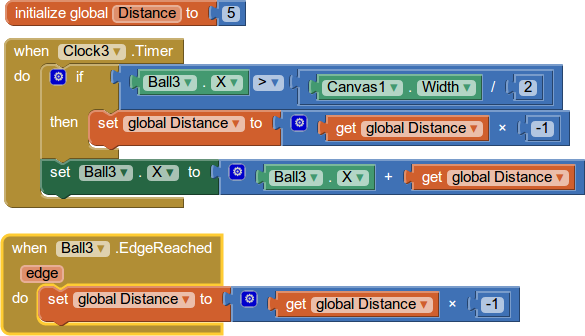 initialize global Distance to 5
when Clock3 .Timer
do if Ball3 . X > Canvas1 . Width / 2
then set global Distance to get global Distance × -1
set Ball3 . X to Ball3 . X + get global Distance
when Ball3 .EdgeReached
edge
do set global Distance to get global Distance × -1